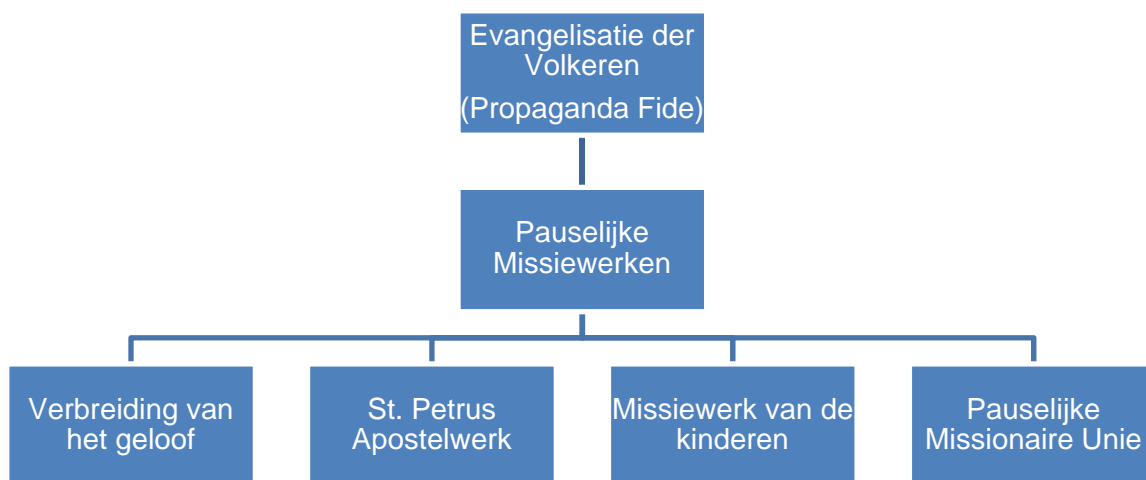 Evangelisatie der
Volkeren
(Propaganda Fide)
Pauselijke
Missiewerken
Verbreiding van
het geloof
St. Petrus
Apostelwerk
Missiewerk van de
kinderen
Pauselijke
Missionaire Unie